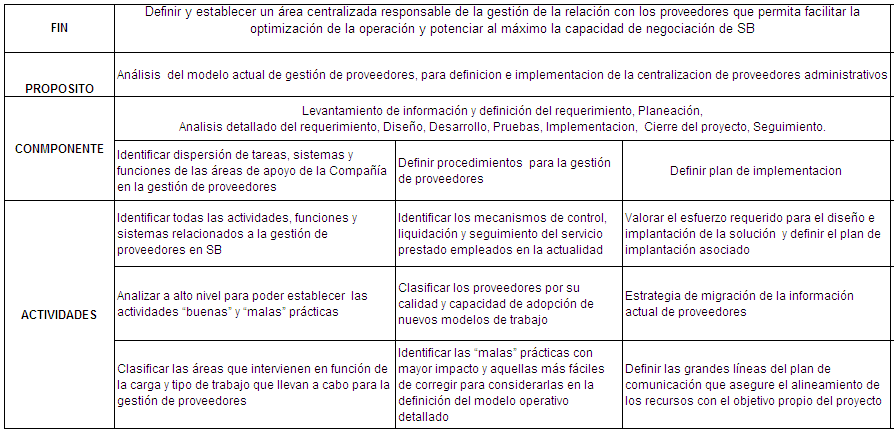 FIN
Definir y establecer un área centralizada responsable de la gestión de la relación con los proveedores que permita facilitar la
optimización de la operación y potenciar al máximo la capacidad de negociación de SB
PROPOSITO
Análisis del modelo actual de gestión de proveedores, para definicion e implementacion de la centralizacion de proveedores administrativos
CONMPONENTE
Levantamiento de información y definición del requerimiento, Planeación,
Analisis detallado del requerimiento, Diseño, Desarrollo, Pruebas, Implementacion, Cierre del proyecto, Seguimiento.
Identificar dispersión de tareas, sistemas y
funciones de las áreas de apoyo de la Compañía
en la gestión de proveedores
Definir procedimientos para la gestión
de proveedores
Definir plan de implementacion
ACTIVIDADES
Identificar todas las actividades, funciones y
sistemas relacionados a la gestión de
proveedores en SB
Identificar los mecanismos de control,
liquidación y seguimiento del servicio
prestado empleados en la actualidad
Valorar el esfuerzo requerido para el diseño e
implantación de la solución y definir el plan de
implantación asociado
Analizar a alto nivel para poder establecer las
actividades “buenas” y “malas” prácticas
Clasificar los proveedores por su
calidad y capacidad de adopción de
nuevos modelos de trabajo
Estrategia de migración de la información
actual de proveedores
Clasificar las áreas que intervienen en función de
la carga y tipo de trabajo que llevan a cabo para la
gestión de proveedores
Identificar las “malas” prácticas con
mayor impacto y aquellas más fáciles
de corregir para considerarlas en la
definición del modelo operativo
detallado
Definir las grandes líneas del plan de
comunicación que asegure el alineamiento de
los recursos con el objetivo propio del proyecto